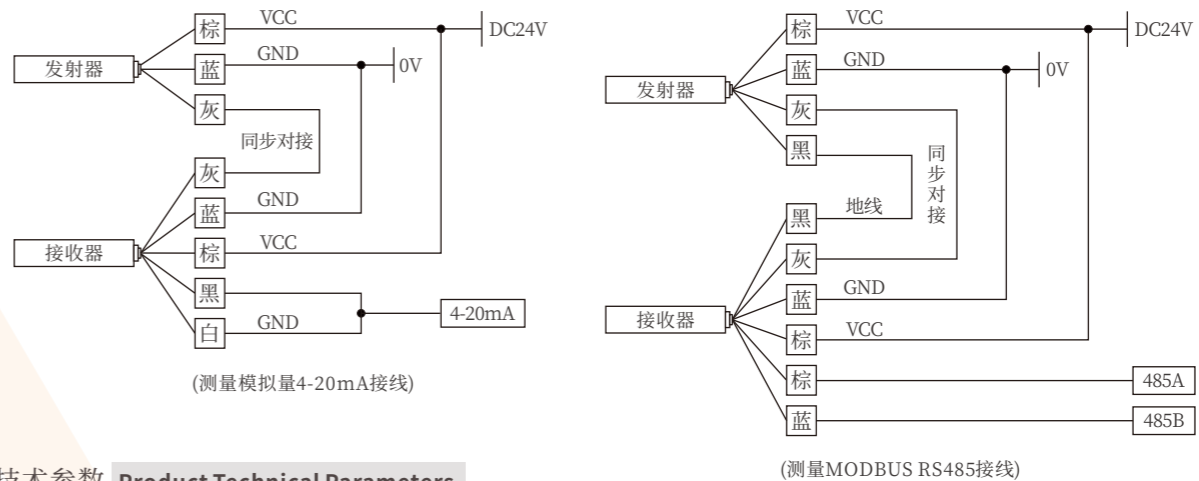 棕 VCC DC24V
发射器 蓝 GND 0V
灰
同步对接
灰
蓝 GND
接收器 棕 VCC
黑
4-20mA
白 GND
(测量模拟量4-20mA接线)
棕 VCC DC24V
蓝 GND 0V
发射器 灰
黑
同步对接
黑 地线
灰
蓝 GND
接收器 棕 VCC
棕 485A
蓝 485B
(测量MODBUS RS485接线)
技术参数 Product Technical Parameters